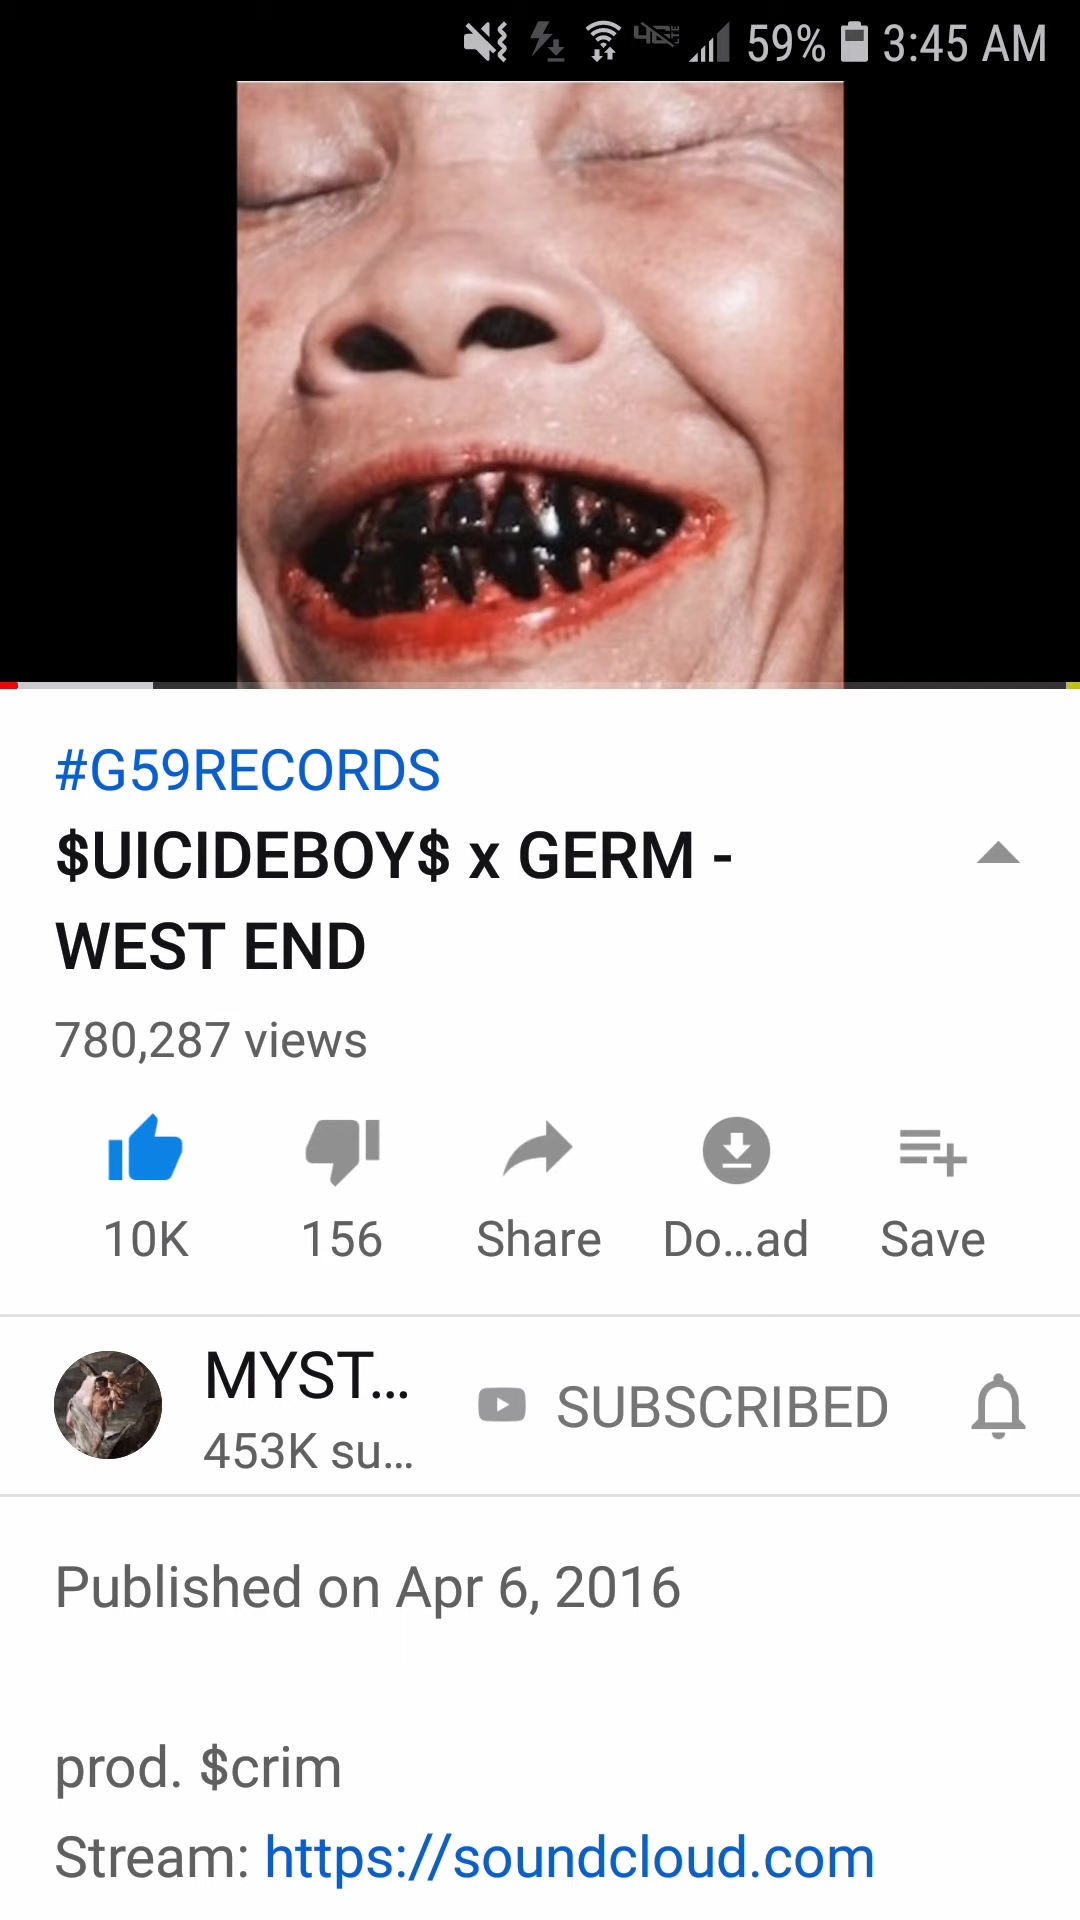 59% 3:45 AM
#G59RECORDS
$UICIDEBOY$ x GERM -
WEST END
780,287 views
10K 156 Share Do...ad Save
MYST...
453K su...
SUBSCRIBED
Published on Apr 6, 2016
prod. $crim
Stream: https://soundcloud.com